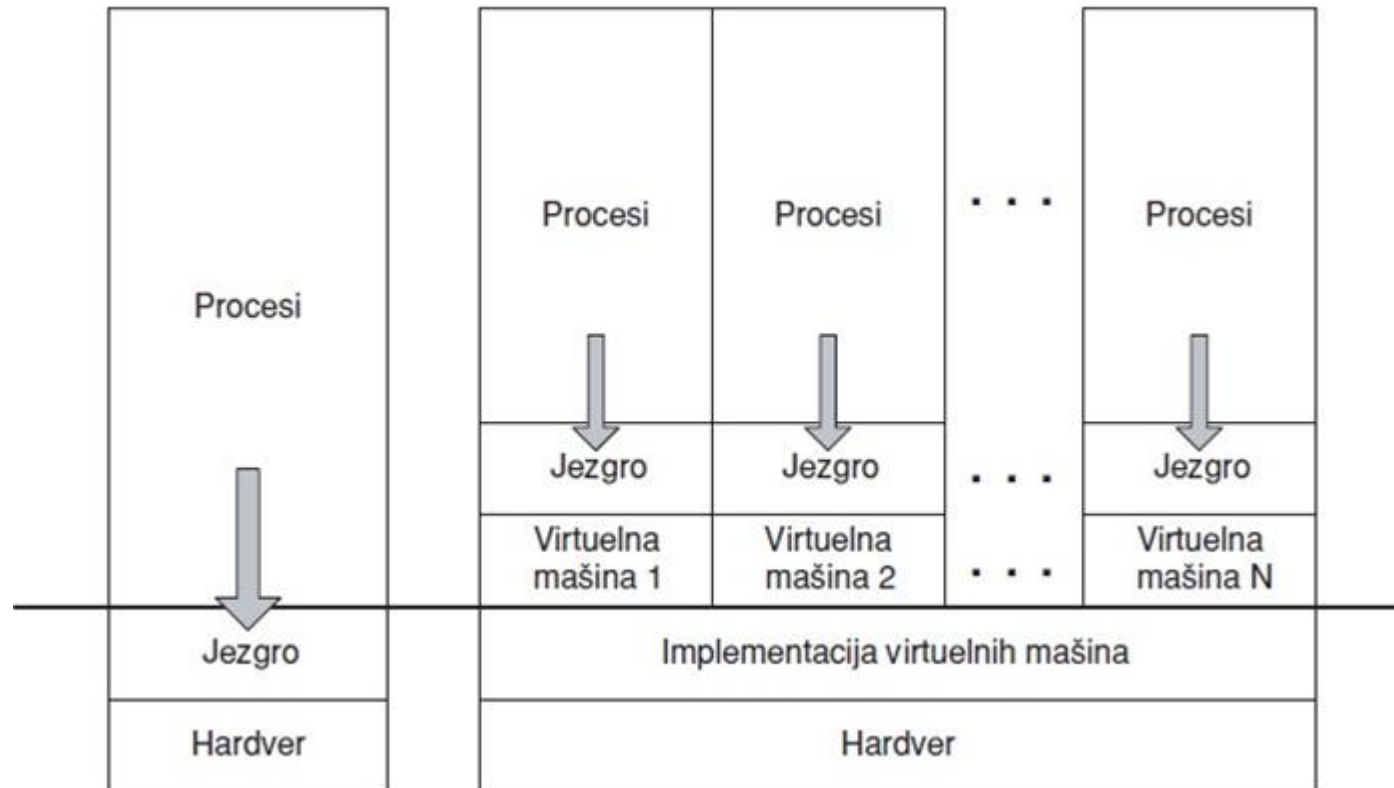 Procesi
Jezgro
Hardver
Procesi
Procesi
. . .
Procesi
Jezgro
Jezgro
. . .
Jezgro
Virtuelna
mašina 1
Virtuelna
mašina 2
. . .
Virtuelna
mašina N
Implementacija virtuelnih mašina
Hardver